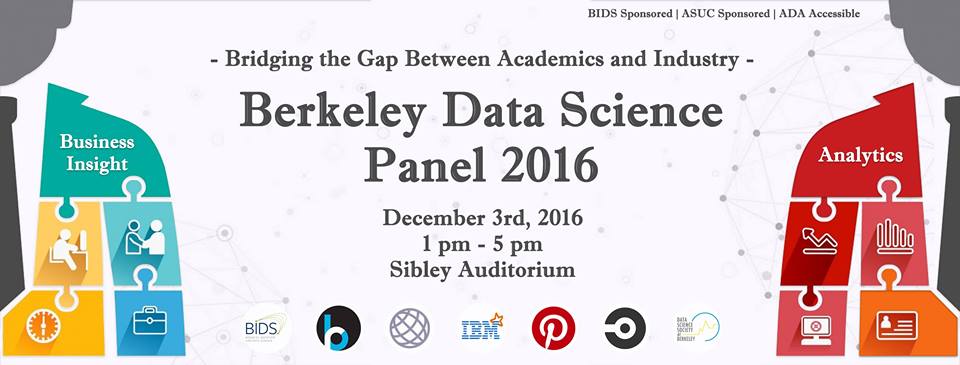 BIDS Sponsored | ASUC Sponsored | ADA Accessible
- Bridging the Gap Between Academics and Industry -
Berkeley Data Science
Panel 2016
December 3rd, 2016
1 pm - 5 pm
Sibley Auditorium
Business
Insight
Analytics
BIDS
b
IBM
DATA
SCIENCE
SOCIETY
at
BERKELEY